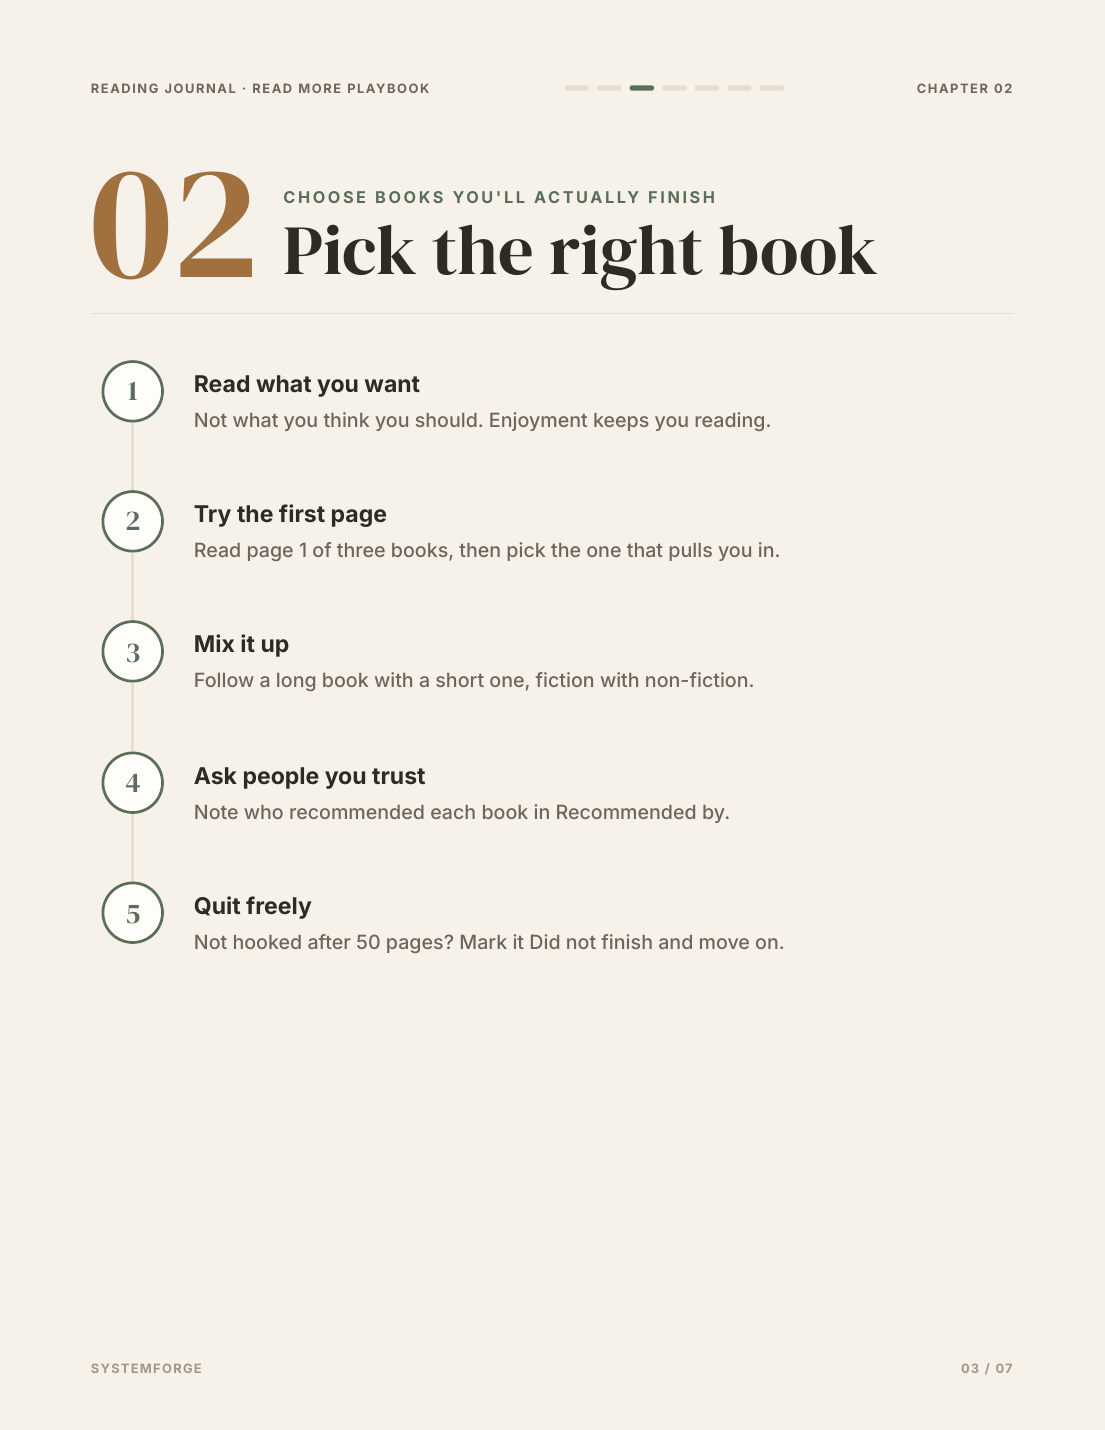 READING JOURNAL · READ MORE PLAYBOOK
CHAPTER 02
02
CHOOSE BOOKS YOU'LL ACTUALLY FINISH
Pick the right book
1
Read what you want
Not what you think you should. Enjoyment keeps you reading.
2
Try the first page
Read page 1 of three books, then pick the one that pulls you in.
3
Mix it up
Follow a long book with a short one, fiction with non-fiction.
4
Ask people you trust
Note who recommended each book in Recommended by.
5
Quit freely
Not hooked after 50 pages? Mark it Did not finish and move on.
SYSTEMFORGE
03 / 07